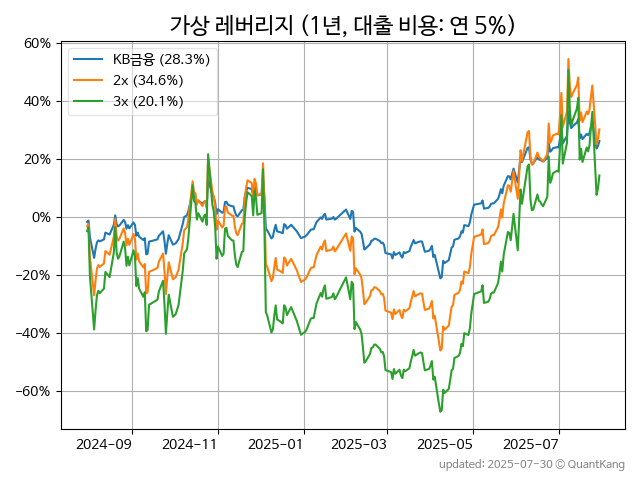 가상 레버리지 (1년, 대출 비용: 연 5%)
KB금융 (28.3%)
2x (34.6%)
3x (20.1%)
60%
40%
20%
0%
−20%
−40%
−60%
2024-09 2024-11 2025-01 2025-03 2025-05 2025-07
updated: 2025-07-30 © QuantKang